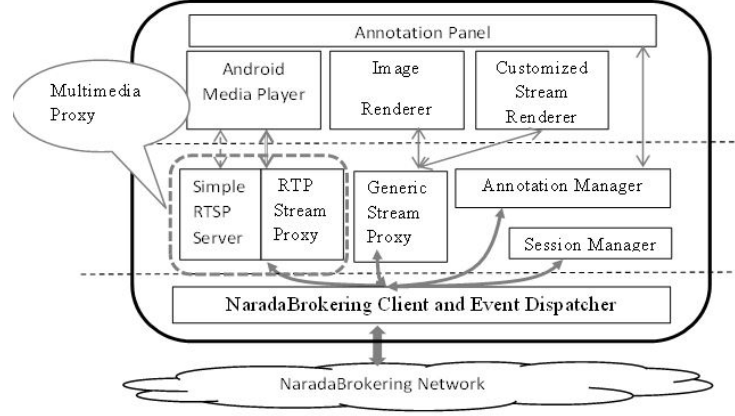 Annotation Panel
Multimedia
Proxy
Android
Media Player
Image
Renderer
Customized
Stream
Renderer
Simple
RTSP
Server
RTP
Stream
Proxy
Generic
Stream
Proxy
Annotation Manager
Session Manager
NaradaBrokering Client and Event Dispatcher
NaradaBrokering Network